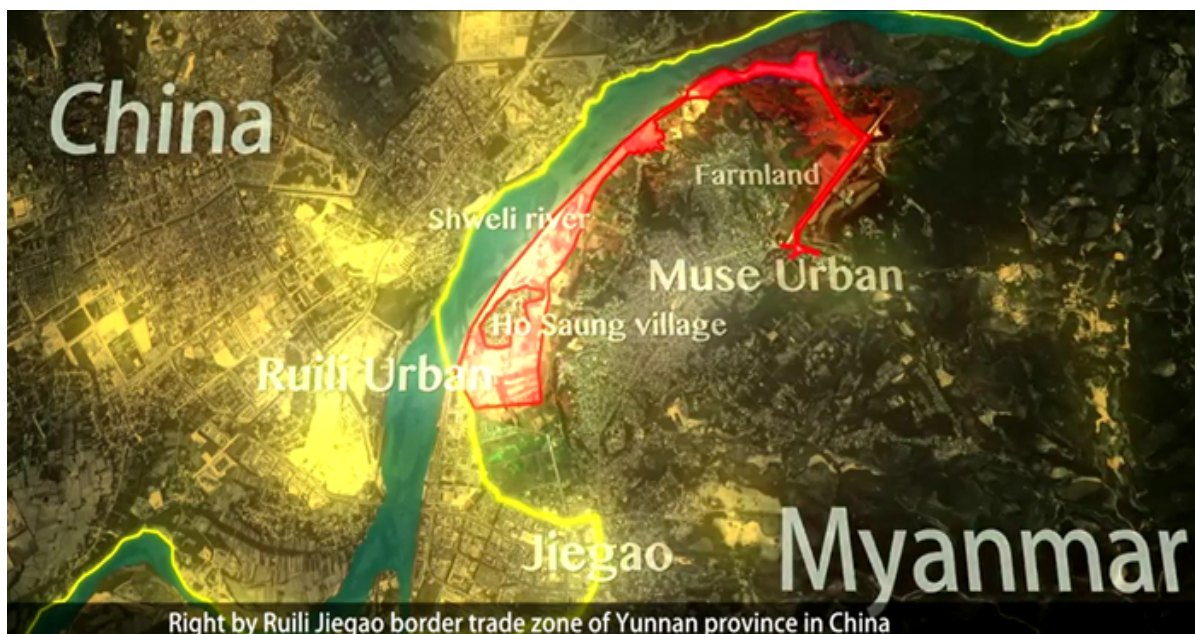 China
Farmland
Shweli river
Muse Urban
Ho Saung village
Ruili Urban
Jiegao
Myanmar
Right by Ruili Jiegao border trade zone of Yunnan province in China